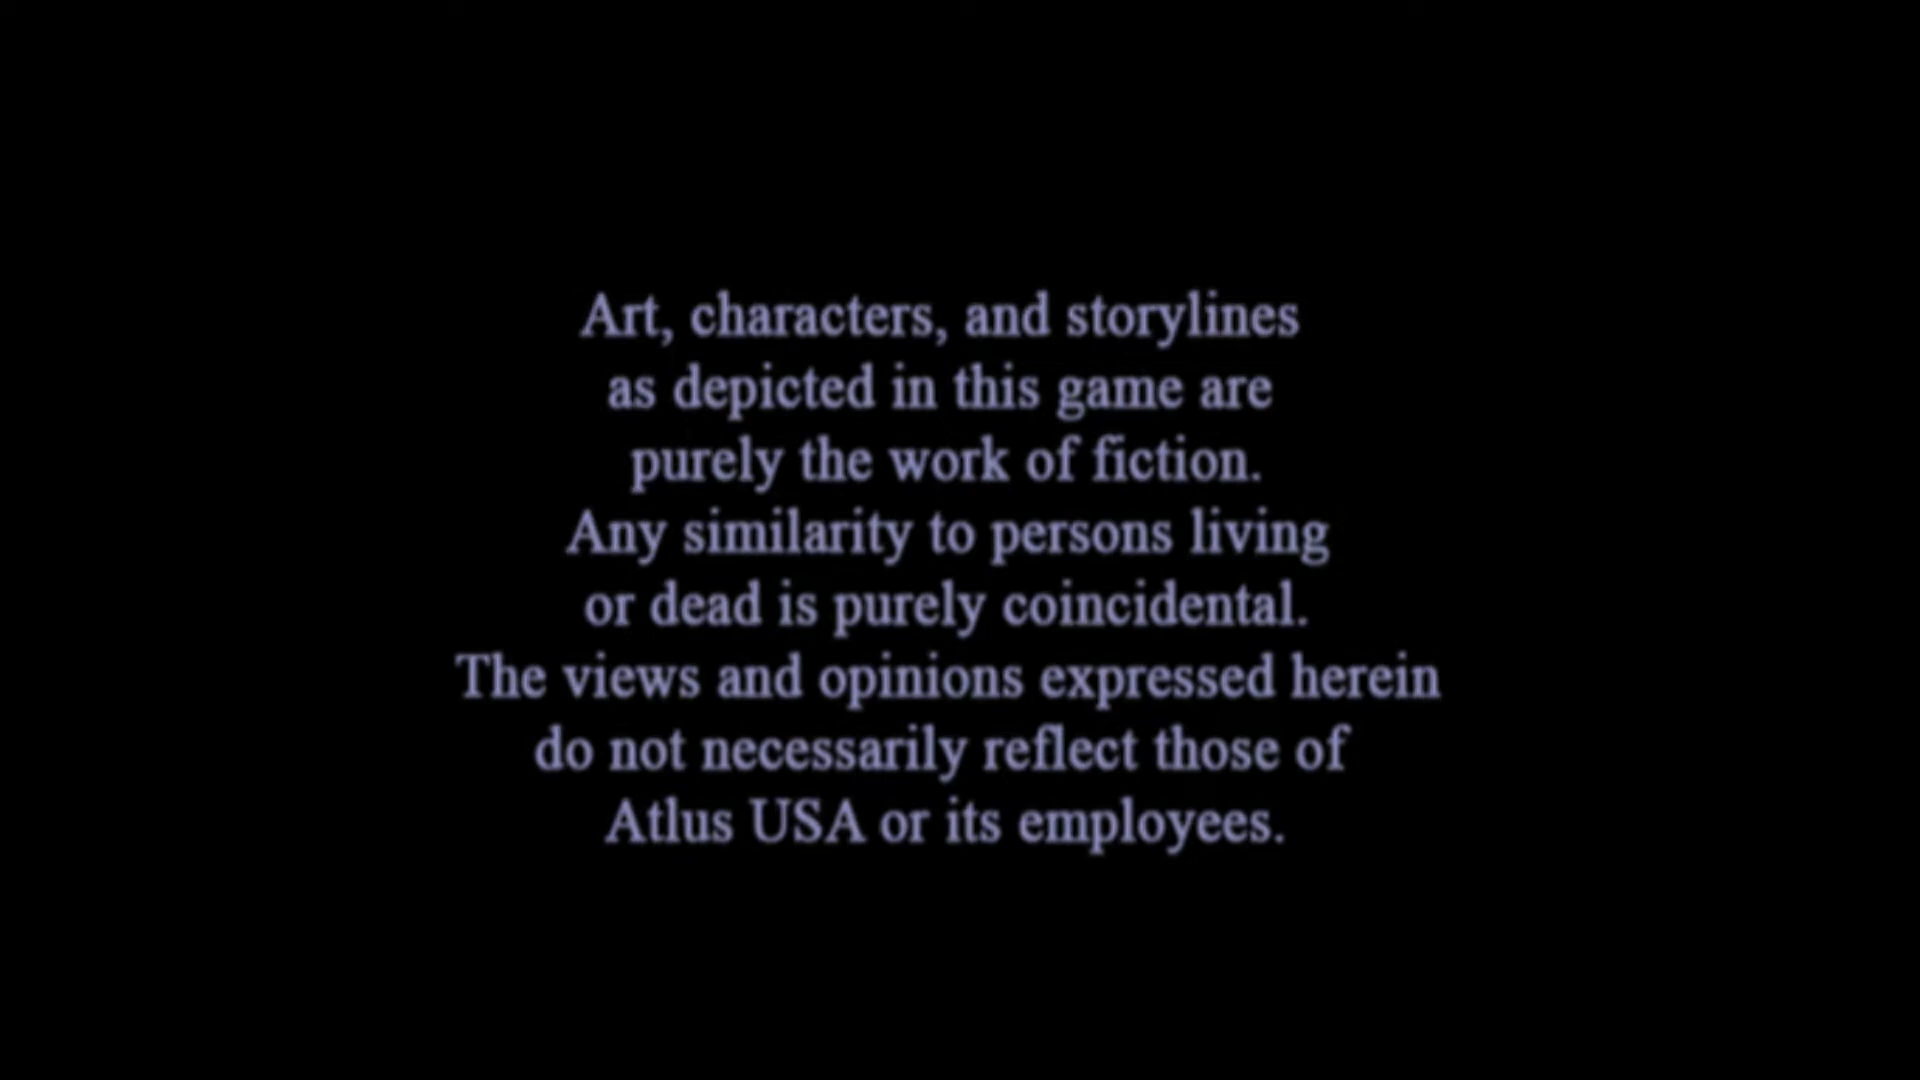 Art, characters, and storylines
as depicted in this game are
purely the work of fiction.
Any similarity to persons living
or dead is purely coincidental.
The views and opinions expressed herein
do not necessarily reflect those of
Atlus USA or its employees.